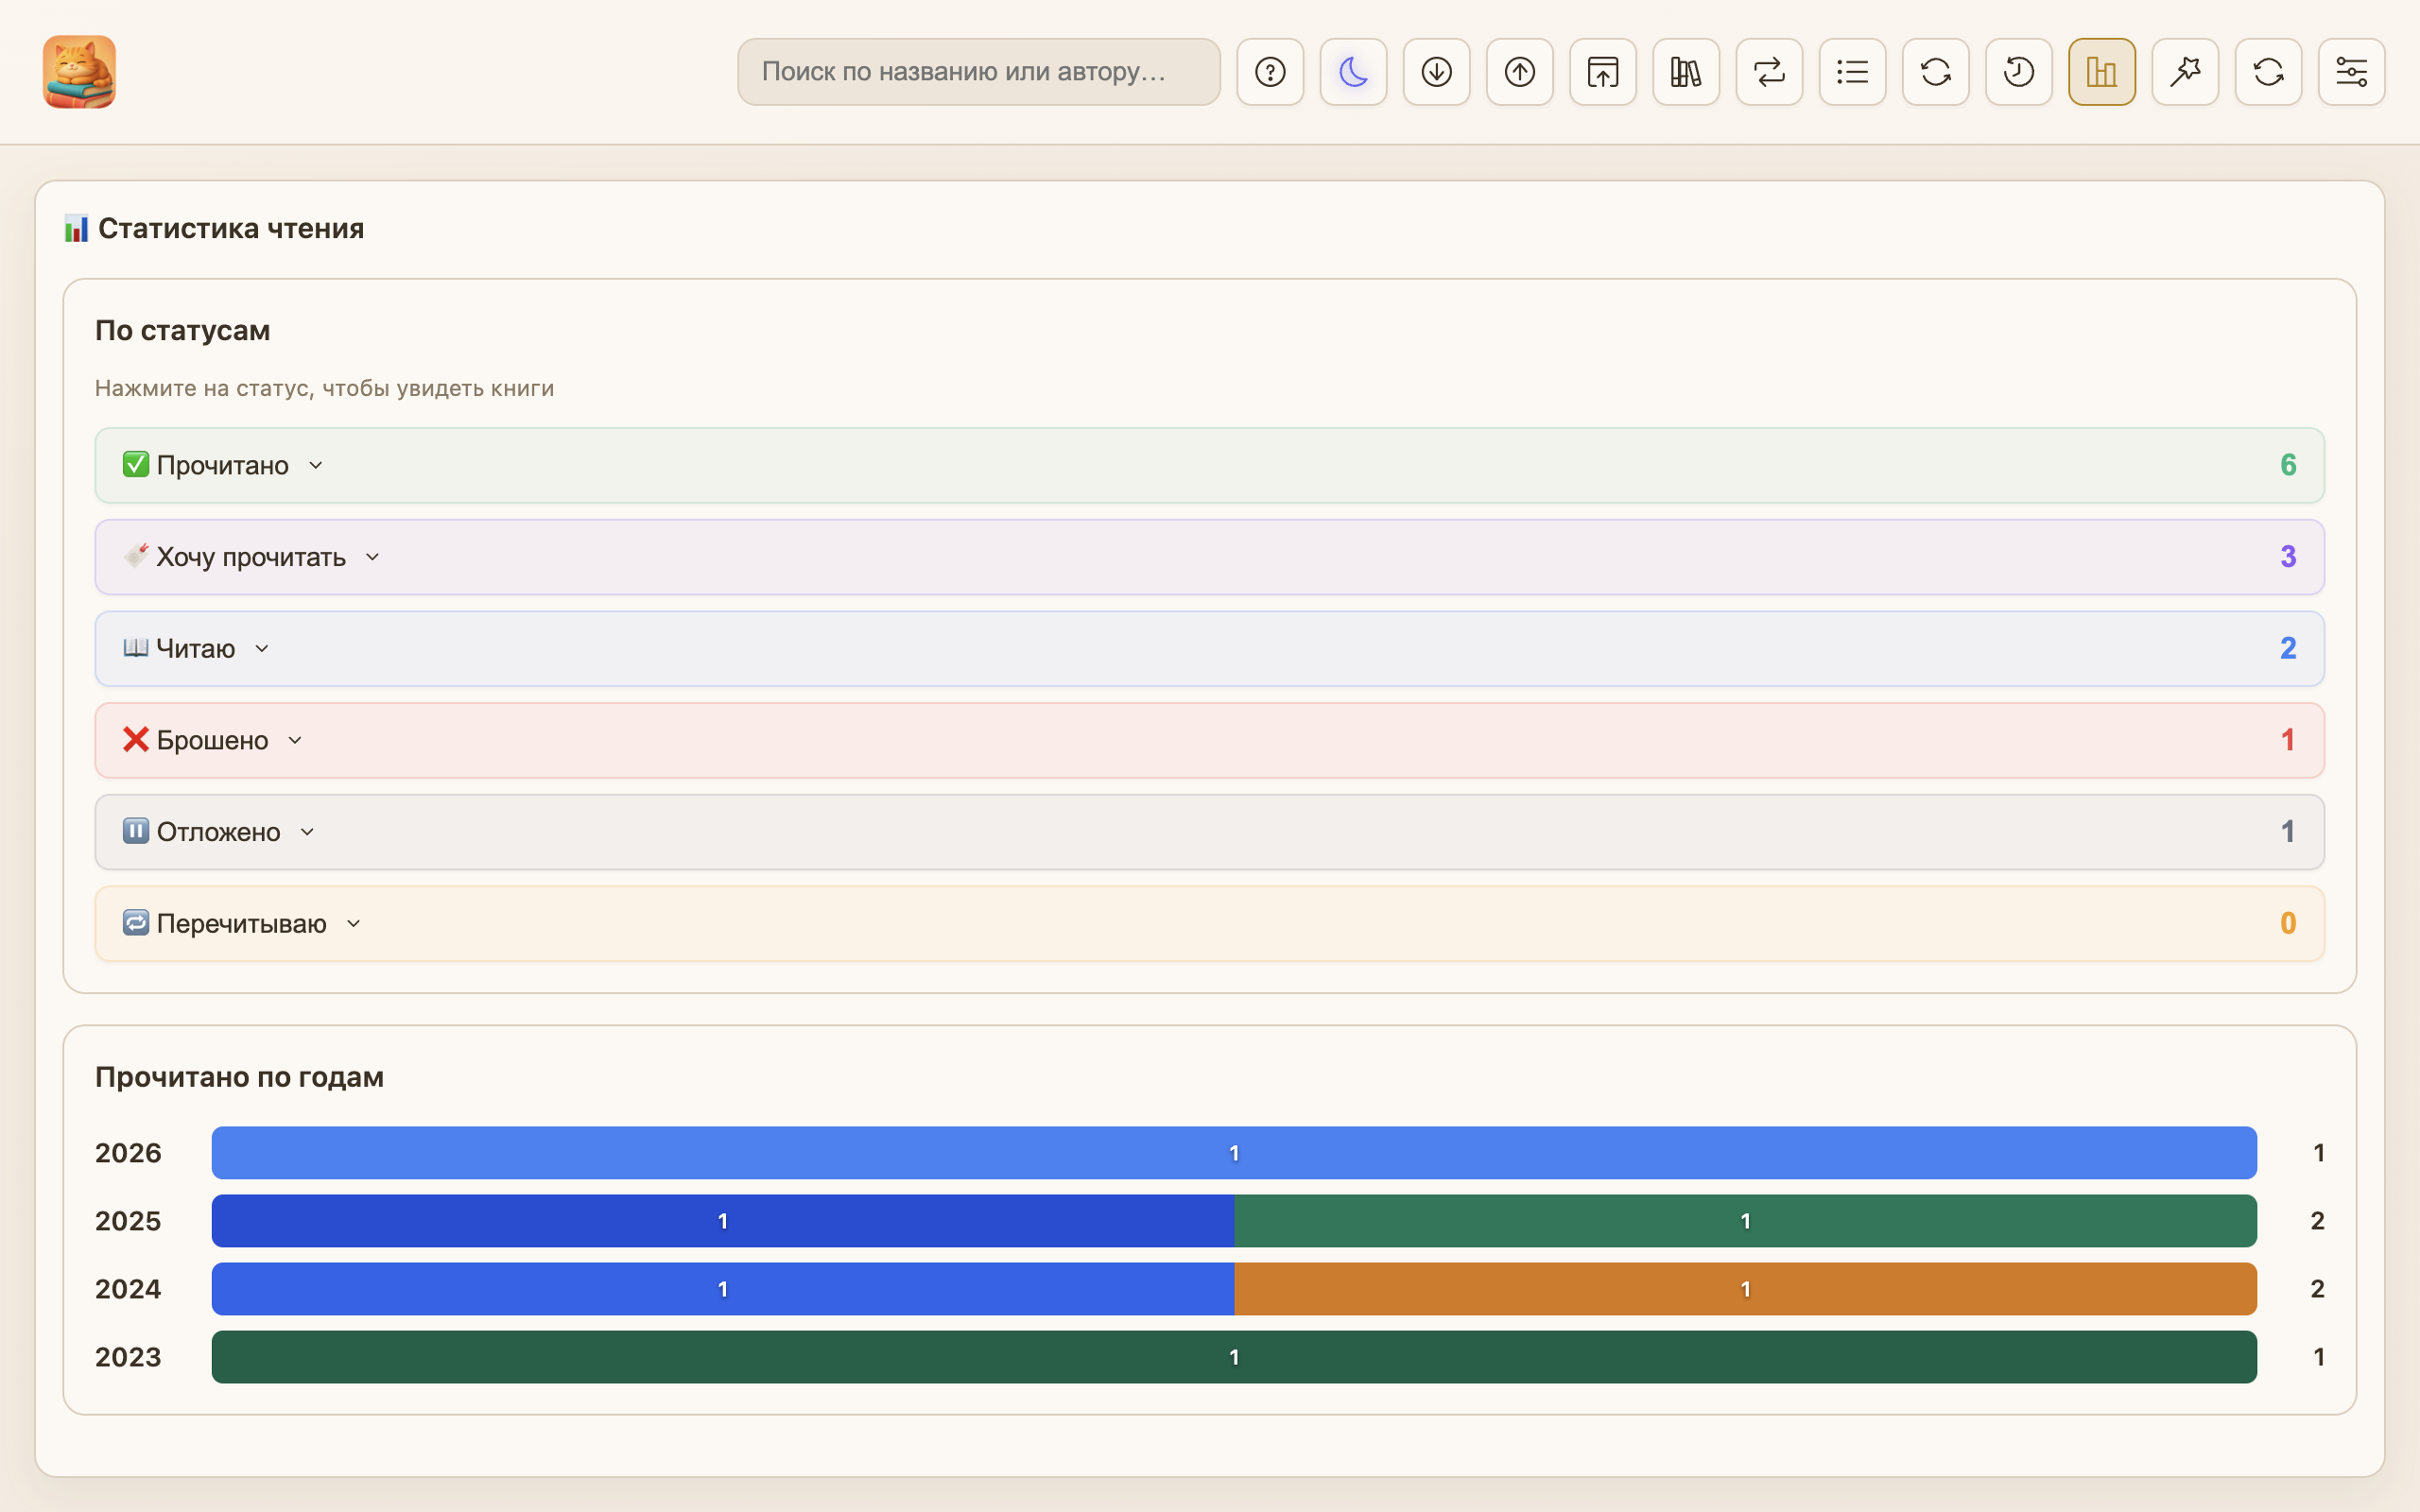 Поиск по названию или автору…
Статистика чтения
По статусам
Нажмите на статус, чтобы увидеть книги
Прочитано 6
Хочу прочитать 3
Читаю 2
Брошено 1
Отложено 1
Перечитываю 0
Прочитано по годам
2026 1 1
2025 1 1 2
2024 1 1 2
2023 1 1